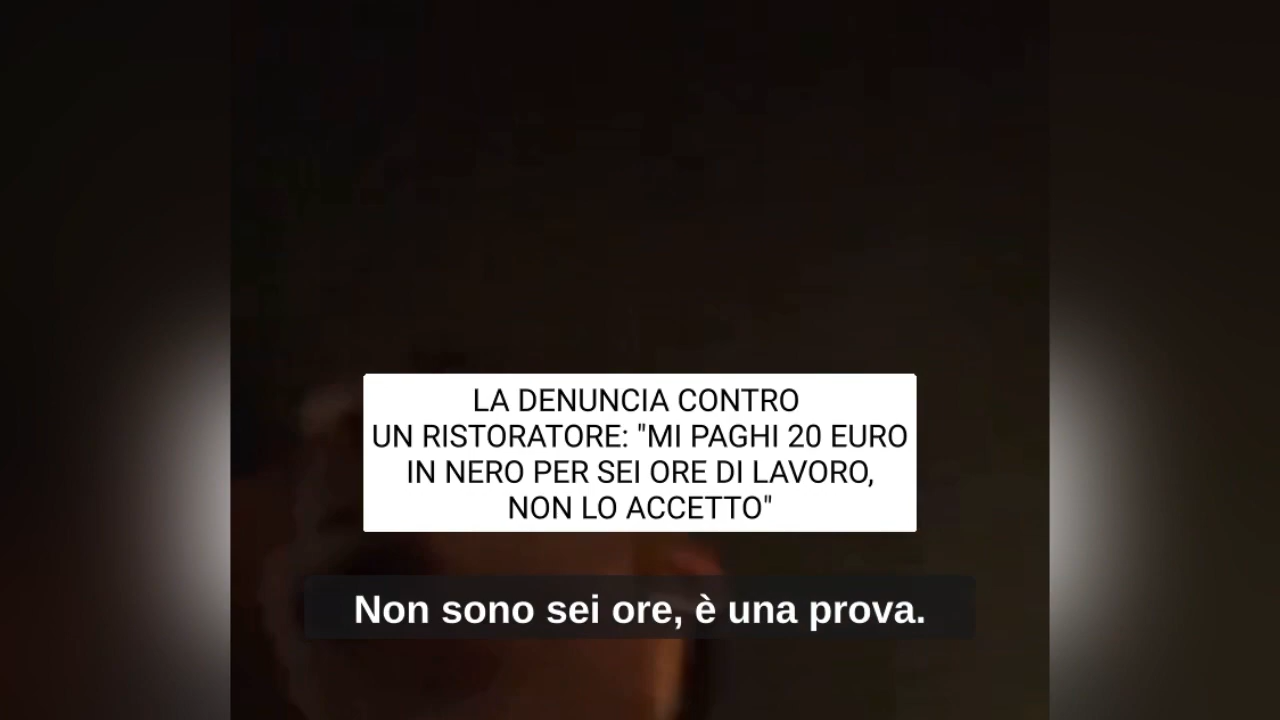 LA DENUNCIA CONTRO
UN RISTORATORE: "MI PAGHI 20 EURO
IN NERO PER SEI ORE DI LAVORO,
NON LO ACCETTO"
Non sono sei ore, è una prova.